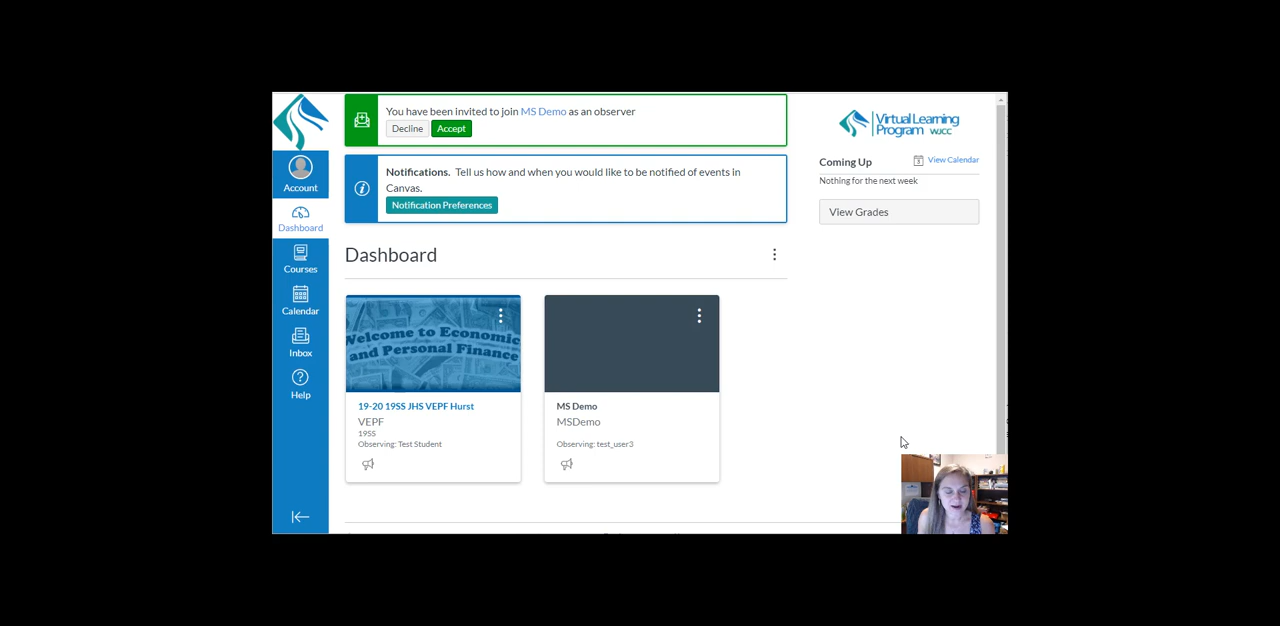 You have been invited to join MS Demo as an observer
Decline Accept
Notifications. Tell us how and when you would like to be notified of events in
Canvas.
Notification Preferences
Account
Dashboard
Courses
Calendar
Inbox
Help
Dashboard
Welcome to Economic
and Personal Finance
19-20 19SS JHS VEPF Hurst
VEPF
19SS
Observing: Test Student
MS Demo
MSDemo
Observing: test_user3
Virtual Learning
Program WJCC
Coming Up
3 View Calendar
Nothing for the next week
View Grades